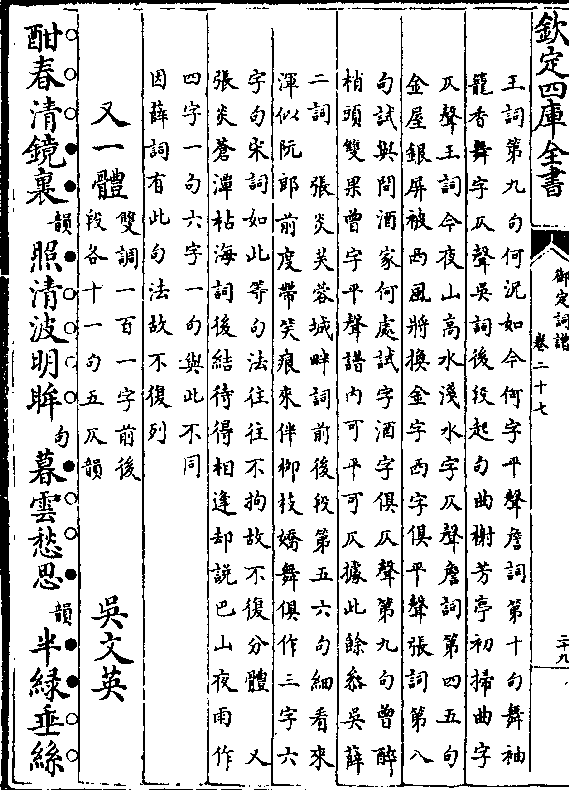 欽定四庫全書
御定詞譜
卷二十七
二十九
王詞第九句何況如今何字平聲詹詞第十句舞袖
籠香舞字仄聲吳詞後段起句曲榭芳亭初掃曲字
仄聲王詞今夜山高水淺水字仄聲詹詞第四五句
金屋銀屏被西風將換金字西字俱平聲張詞第八
句試與問酒家何處試字酒字俱仄聲第九句曾醉
梢頭雙果曾字平聲譜內可平可仄據此餘叅吳薛
二詞　張炎芙蓉城畔詞前後段第五六句細看來
渾似阮郎前度帶笑痕來伴柳枝嬌舞俱作三字六
字句宋詞如此等句法往往不拘故不復分體　又
張炎蒼潭枯海詞後結待得相逢却說巴山夜雨作
四字一句六字一句與此不同
因薛詞有此句法故不復列
又一體
雙調一百一字前後
段各十一句五仄韻
吳文英
酣春清鏡裏韻照清波明眸句暮雲愁思韻半緑垂絲